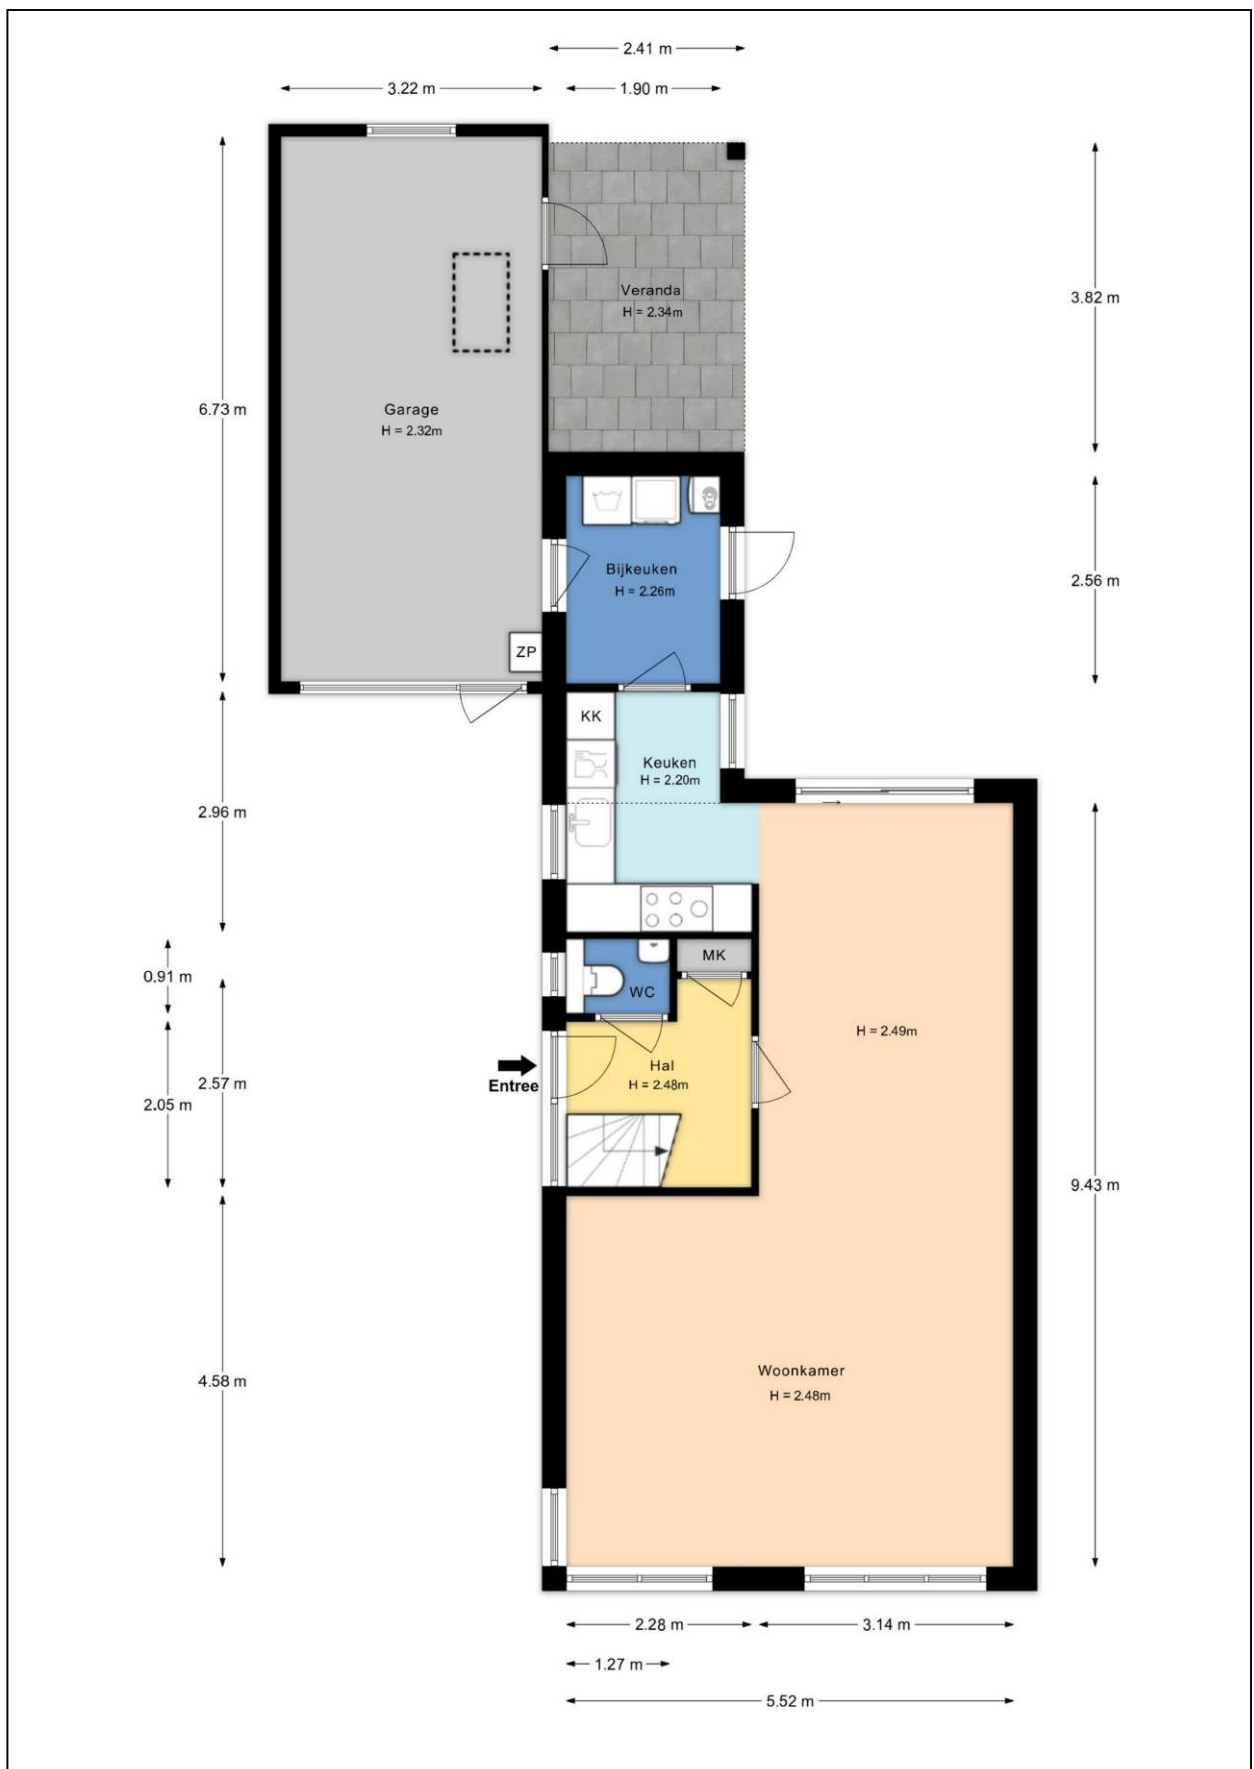 2.41 m
3.22 m
1.90 m
Veranda
H = 2.34m
3.82 m
6.73 m
Garage
H = 2.32m
Bijkeuken
H = 2.26m
2.56 m
ZP
KK
Keuken
H = 2.20m
2.96 m
0.91 m
MK
WC
H = 2.49m
Hal
H = 2.48m
Entree
2.57 m
2.05 m
9.43 m
4.58 m
Woonkamer
H = 2.48m
2.28 m
3.14 m
1.27 m
5.52 m